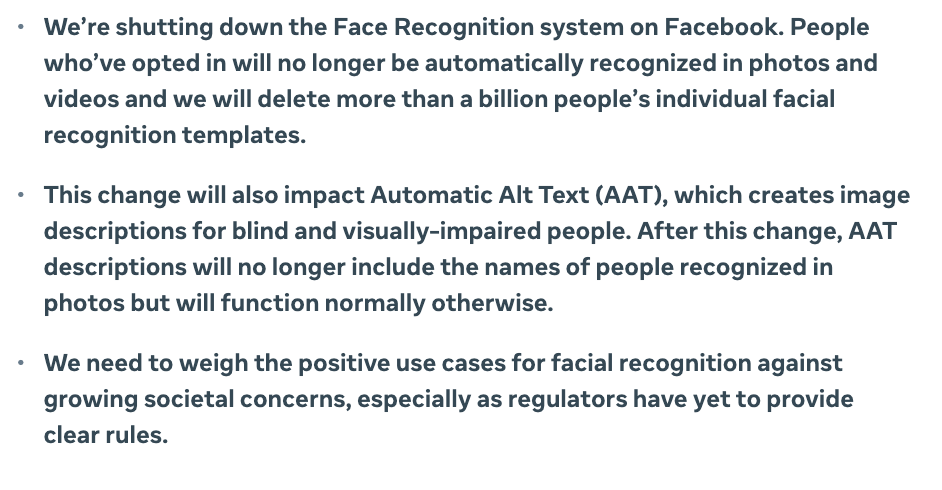 • We’re shutting down the Face Recognition system on Facebook. People
who’ve opted in will no longer be automatically recognized in photos and
videos and we will delete more than a billion people’s individual facial
recognition templates.
• This change will also impact Automatic Alt Text (AAT), which creates image
descriptions for blind and visually-impaired people. After this change, AAT
descriptions will no longer include the names of people recognized in
photos but will function normally otherwise.
• We need to weigh the positive use cases for facial recognition against
growing societal concerns, especially as regulators have yet to provide
clear rules.